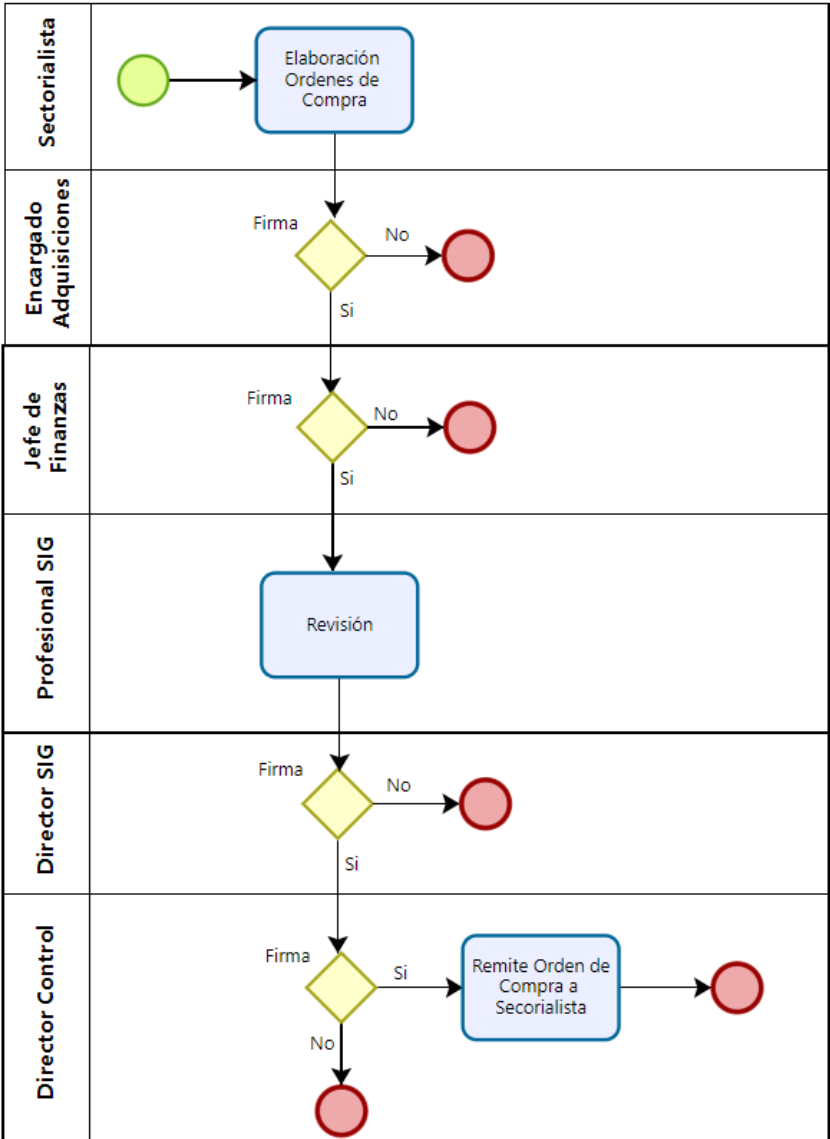 Sectorialista
Elaboración
Ordenes de
Compra
Encargado
Adquisiciones
Firma
No
Si
Jefe de
Finanzas
Firma
No
Si
Profesional SIG
Revisión
Director SIG
Firma
No
Si
Director Control
Firma
Si
Remite Orden de
Compra a
Secorialista
No